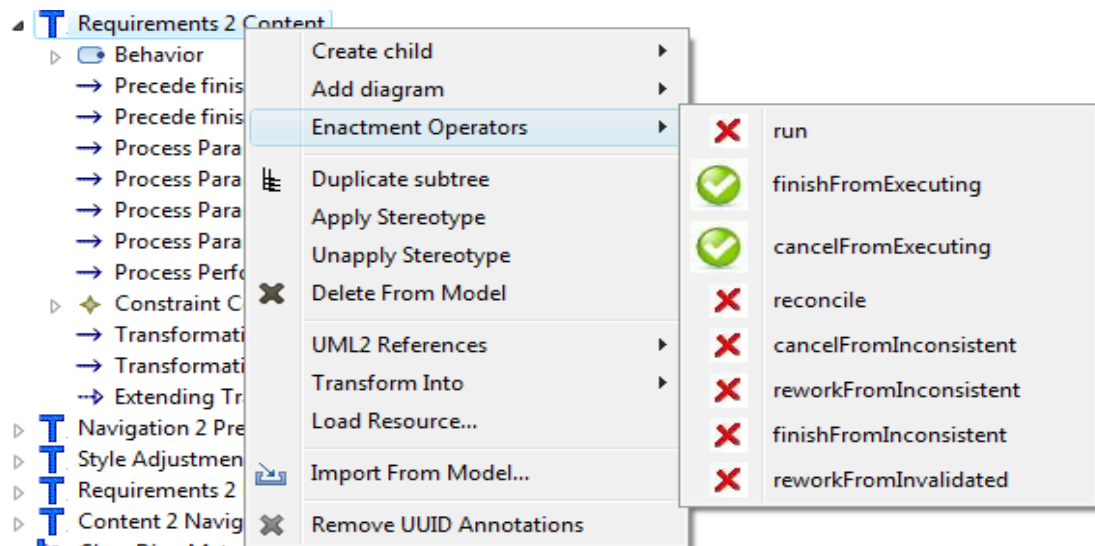 Requirements 2 Content
Behavior
Precede finis
Precede finis
Process Para
Process Para
Process Para
Process Para
Process Perfo
Constraint C
Transformati
Transformati
Extending Tr
Navigation 2 Pre
Style Adjustmen
Requirements 2
Content 2 Navig
Create child
Add diagram
Enactment Operators
Duplicate subtree
Apply Stereotype
Unapply Stereotype
Delete From Model
UML2 References
Transform Into
Load Resource...
Import From Model...
Remove UUID Annotations
run
finishFromExecuting
cancelFromExecuting
reconcile
cancelFromInconsistent
reworkFromInconsistent
finishFromInconsistent
reworkFromInvalidated